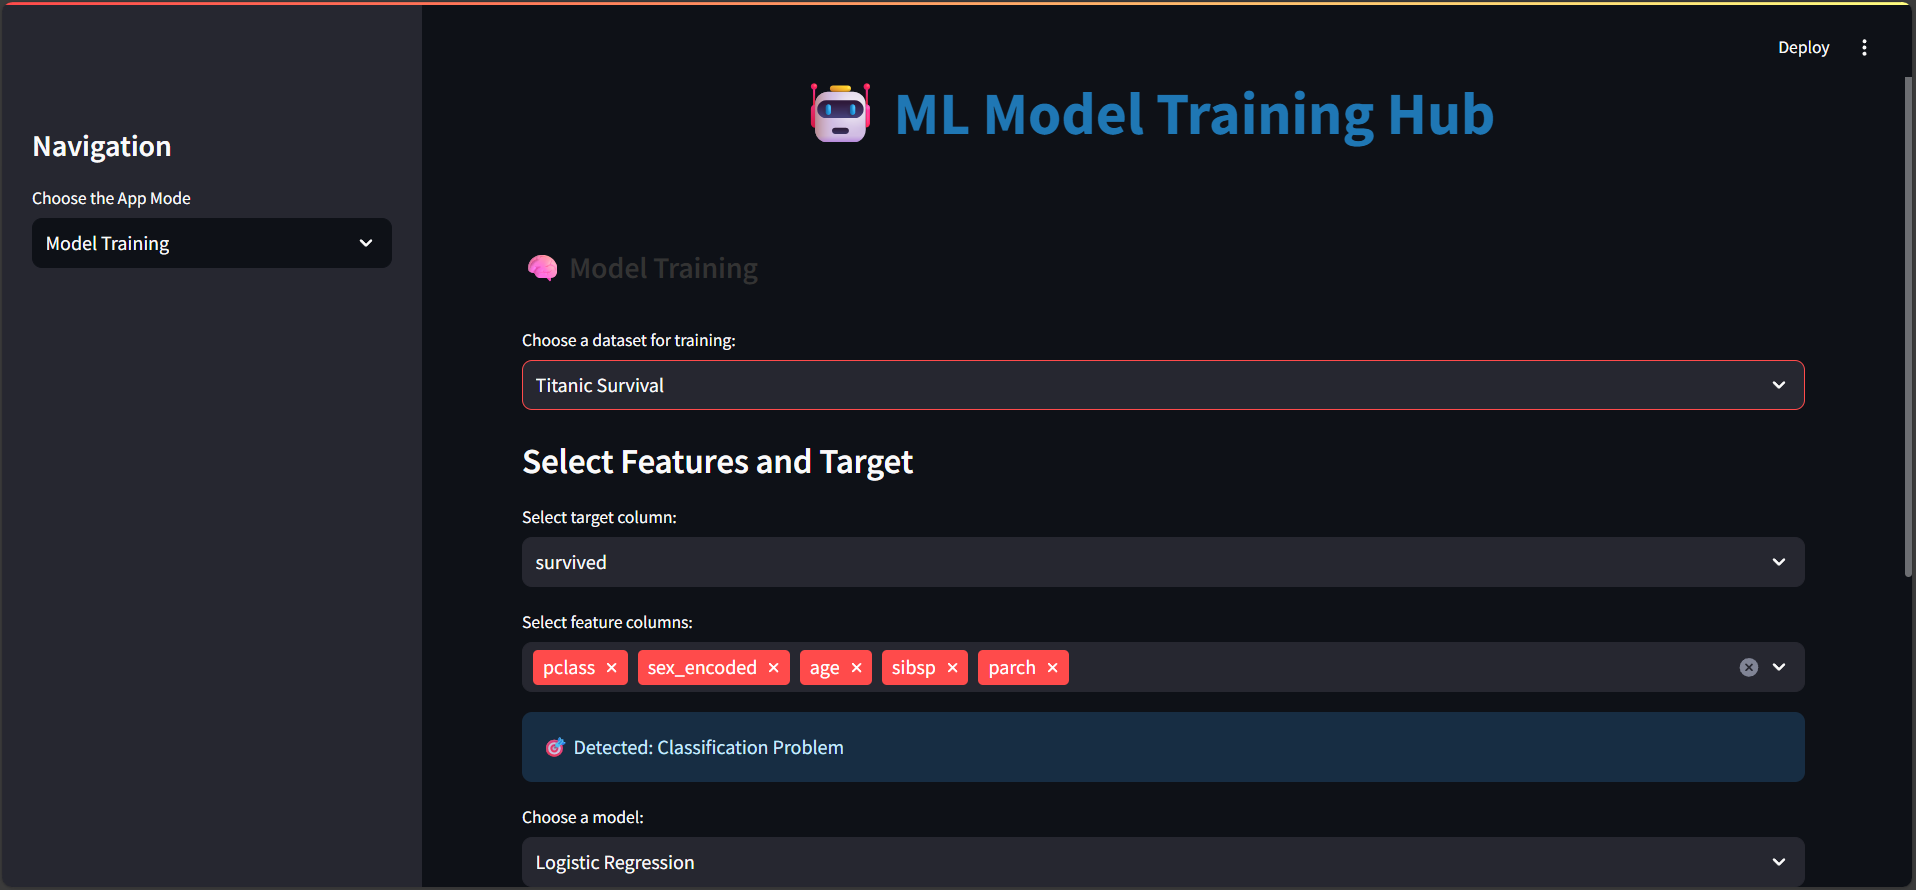 Deploy
ML Model Training Hub
Navigation
Choose the App Mode
Model Training
Model Training
Choose a dataset for training:
Titanic Survival
Select Features and Target
Select target column:
survived
Select feature columns:
pclass sex_encoded age sibsp parch
Detected: Classification Problem
Choose a model:
Logistic Regression